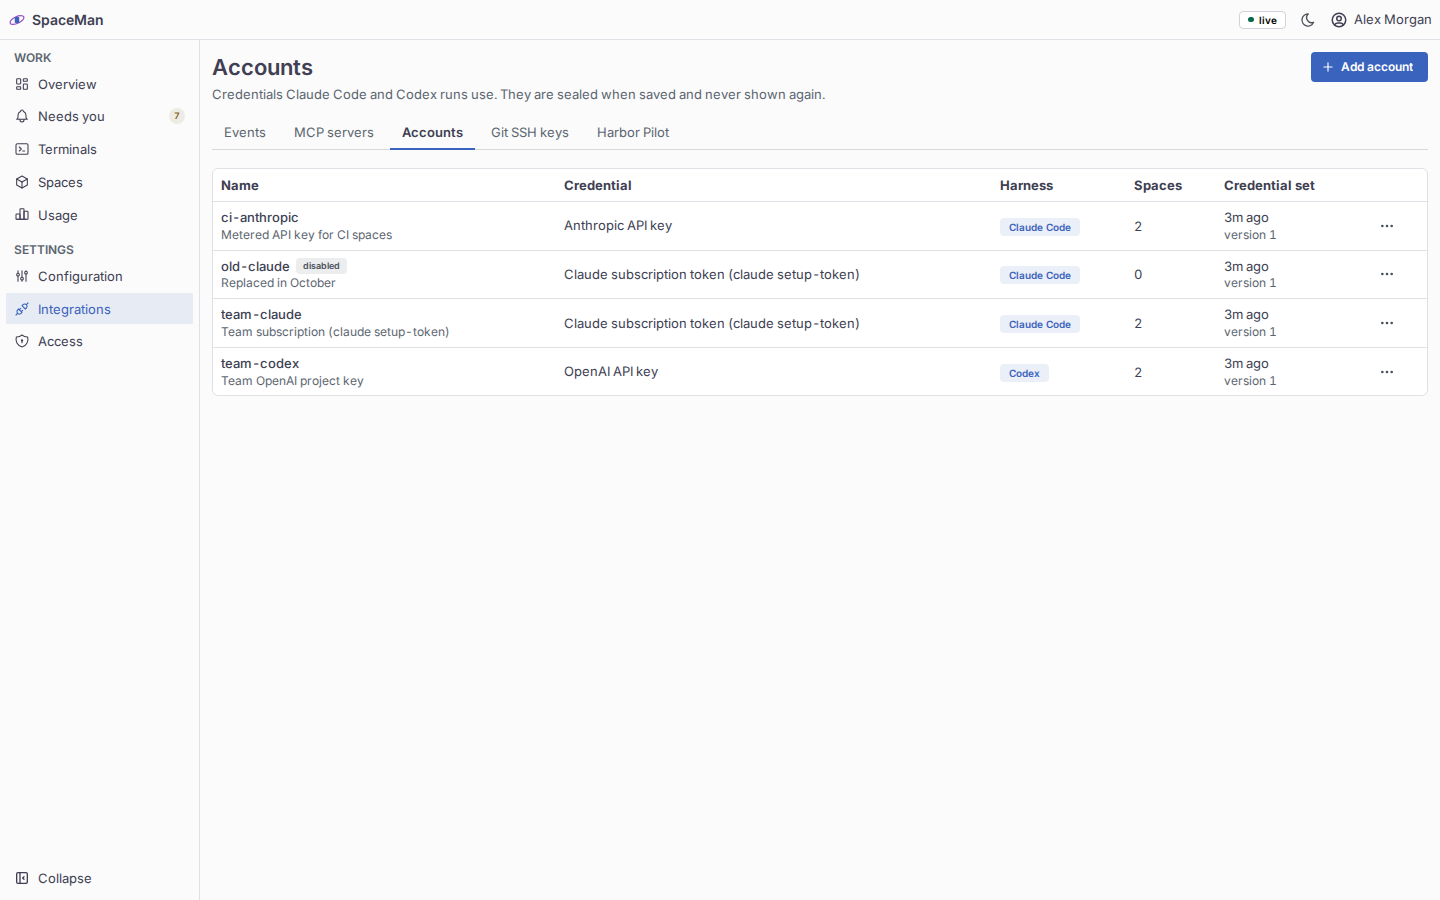 SpaceMan
live
Alex Morgan
WORK
Overview
Needs you 7
Terminals
Spaces
Usage
SETTINGS
Configuration
Integrations
Access
Collapse
Accounts
Add account
Credentials Claude Code and Codex runs use. They are sealed when saved and never shown again.
Events MCP servers Accounts Git SSH keys Harbor Pilot
Name Credential Harness Spaces Credential set
ci-anthropic
Metered API key for CI spaces
Anthropic API key
Claude Code
2
3m ago
version 1
old-claude disabled
Replaced in October
Claude subscription token (claude setup-token)
Claude Code
0
3m ago
version 1
team-claude
Team subscription (claude setup-token)
Claude subscription token (claude setup-token)
Claude Code
2
3m ago
version 1
team-codex
Team OpenAI project key
OpenAI API key
Codex
2
3m ago
version 1